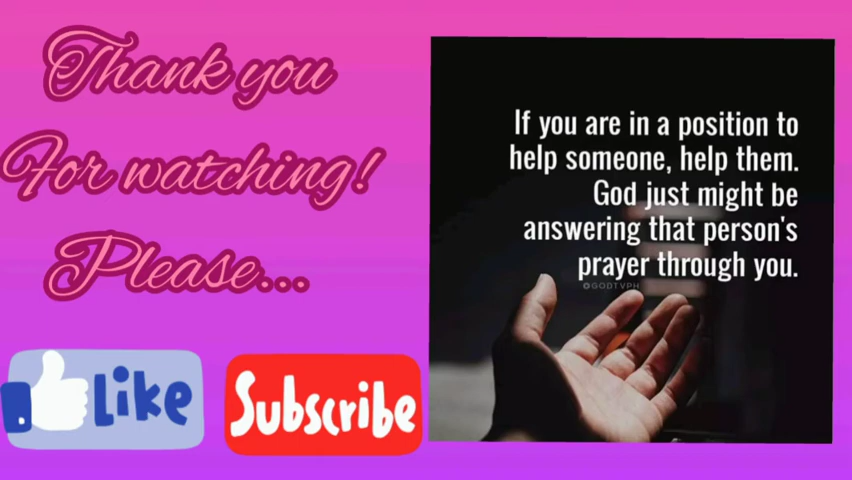 Thank you
For watching!
Please...
Like
Subscribe
If you are in a position to
help someone, help them.
God just might be
answering that person's
prayer through you.
@GODTVPH